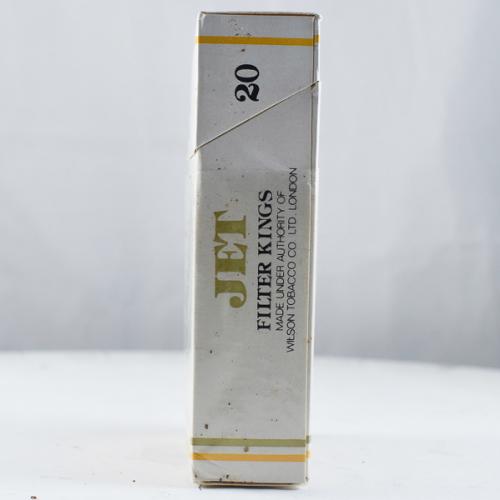 20
JET
FILTER KINGS
MADE UNDER AUTHORITY OF
WILSON TOBACCO CO. LTD. LONDON